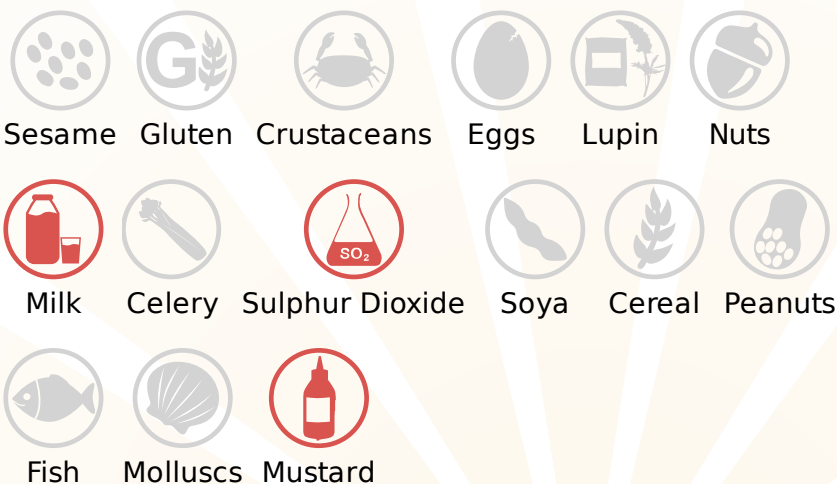 G
Sesame Gluten Crustaceans Eggs Lupin Nuts
SO₂
Milk Celery Sulphur Dioxide Soya Cereal Peanuts
Fish Molluscs Mustard